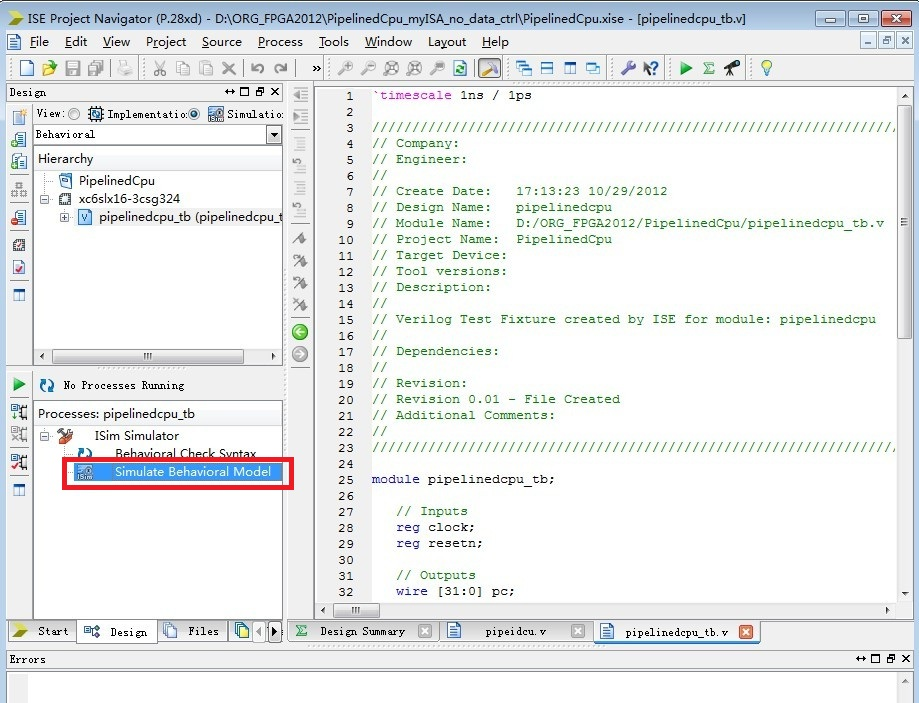 ISE Project Navigator (P.28xd) - D:\ORG_FPGA2012\PipelinedCpu_myISA_no_data_ctrl\PipelinedCpu.xise - [pipelinedcpu_tb.v]
File Edit View Project Source Process Tools Window Layout Help
Design
View: Implementatio Simulatio
Behavioral
Hierarchy
PipelinedCpu
xc6slx16-3csg324
pipelinedcpu_tb (pipelinedcpu_t
No Processes Running
Processes: pipelinedcpu_tb
ISim Simulator
Behavioral Check Syntax
Simulate Behavioral Model
Start Design Files
1 `timescale 1ns / 1ps
2
3 ////////////////////////////////////////////////////////////////////////////////
4 // Company:
5 // Engineer:
6 //
7 // Create Date: 17:13:23 10/29/2012
8 // Design Name: pipelinedcpu
9 // Module Name: D:/ORG_FPGA2012/PipelinedCpu/pipelinedcpu_tb.v
10 // Project Name: PipelinedCpu
11 // Target Device:
12 // Tool versions:
13 // Description:
14 //
15 // Verilog Test Fixture created by ISE for module: pipelinedcpu
16 //
17 // Dependencies:
18 //
19 // Revision:
20 // Revision 0.01 - File Created
21 // Additional Comments:
22 //
23 ////////////////////////////////////////////////////////////////////////////////
24
25 module pipelinedcpu_tb;
26
27 // Inputs
28 reg clock;
29 reg resetn;
30
31 // Outputs
32 wire [31:0] pc;
Design Summary pipeidcu.v pipelinedcpu_tb.v
Errors